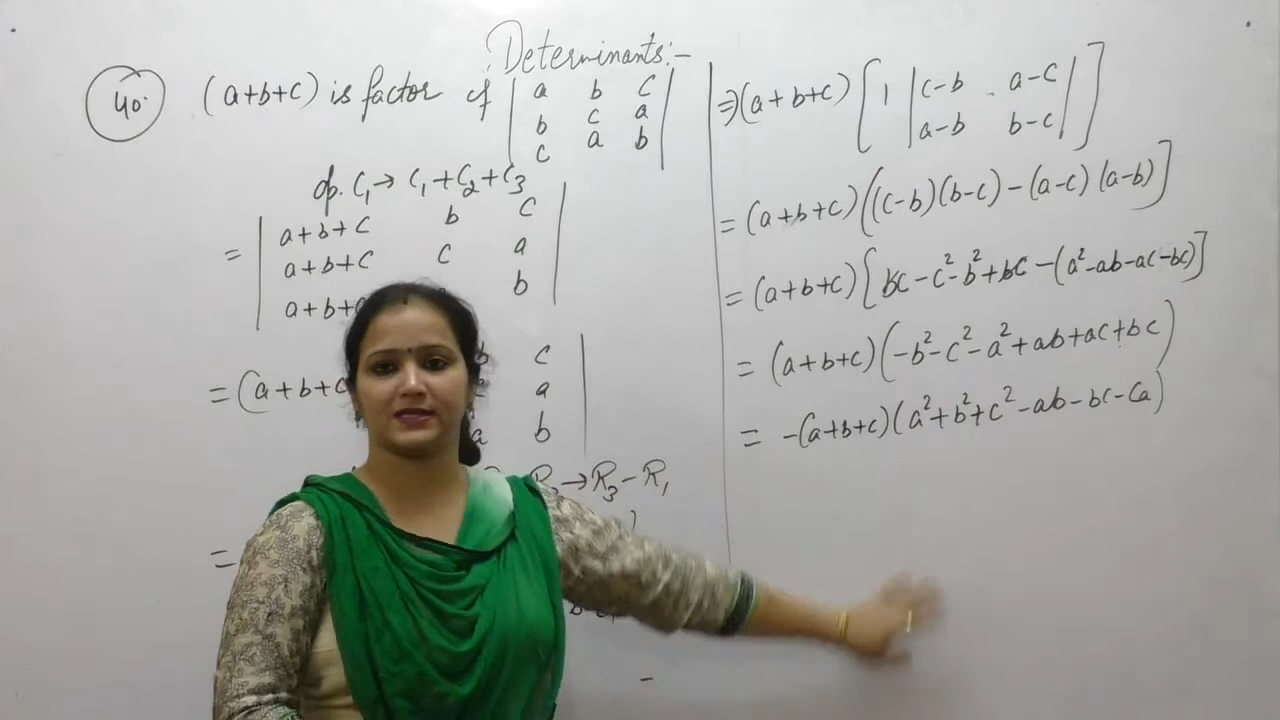 Determinants:-
40. (a+b+c) is factor of | a b c |
| b c a |
| c a b |
op. C₁ → C₁ + C₂ + C₃
= | a+b+c b c |
| a+b+c c a |
| a+b+ b |
b c |
= (a+b+c a |
a b |
→ R₃ - R₁
=
⇒ (a+b+c) [ 1 | c-b a-c | ]
| a-b b-c |
= (a+b+c) ((c-b)(b-c) - (a-c)(a-b)]
= (a+b+c) [bc - c² - b² + bc - (a² - ab - ac - bc)]
= (a+b+c) (-b² - c² - a² + ab + ac + bc)
= -(a+b+c) (a² + b² + c² - ab - bc - ca)